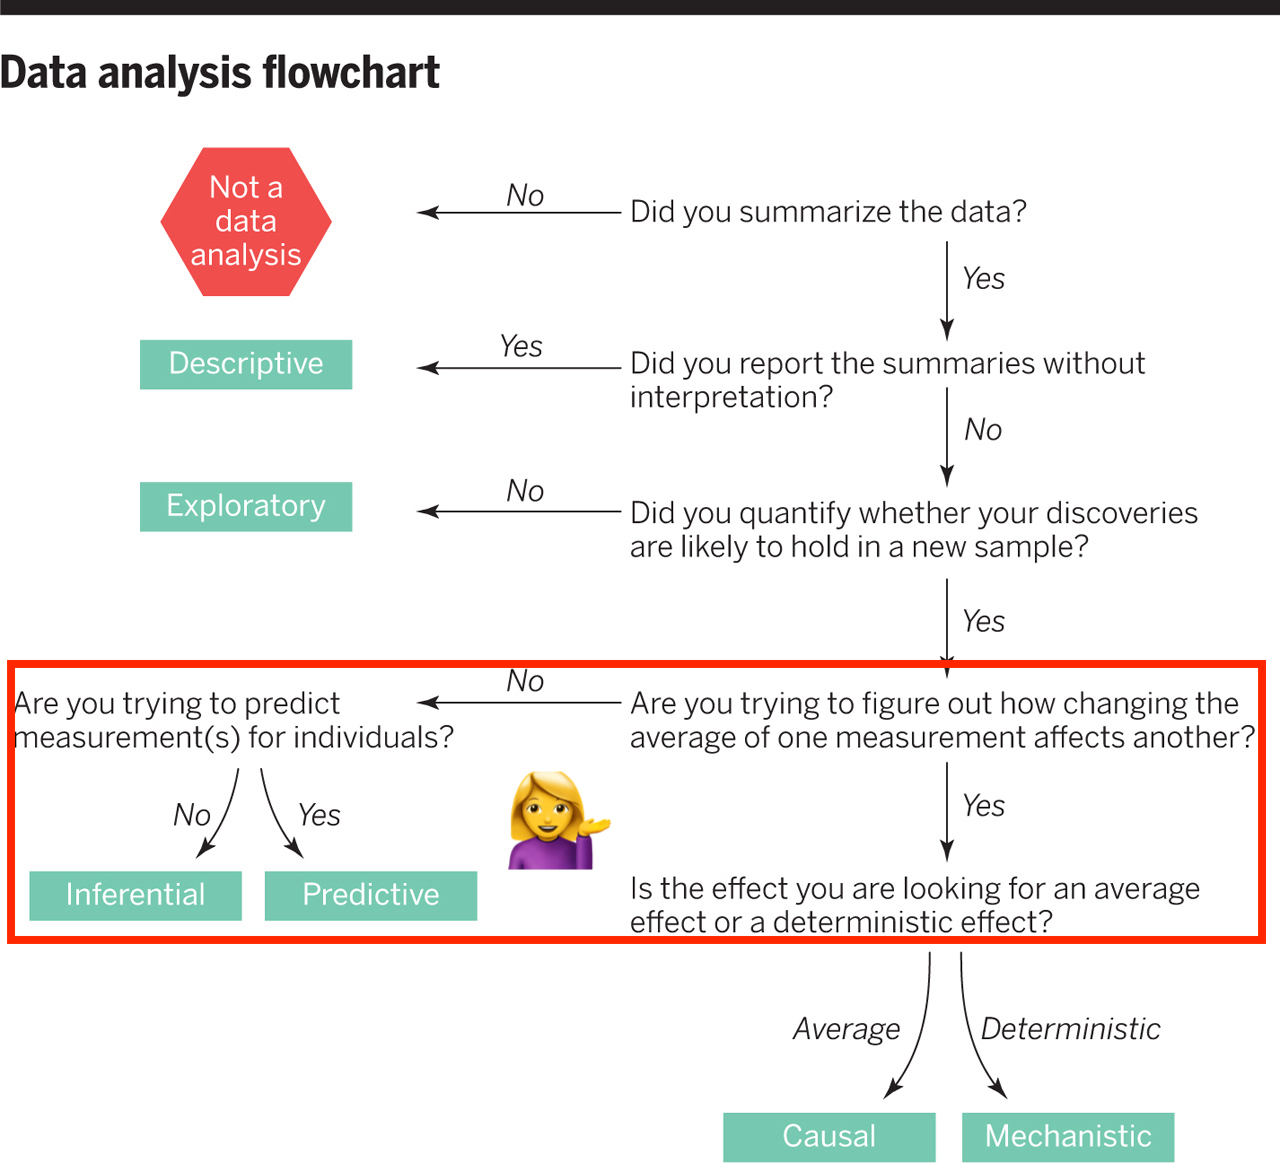 Data analysis flowchart
Not a
data
analysis
No
Did you summarize the data?
Yes
Descriptive
Yes
Did you report the summaries without
interpretation?
No
Exploratory
No
Did you quantify whether your discoveries
are likely to hold in a new sample?
Yes
Are you trying to predict
measurement(s) for individuals?
No
Are you trying to figure out how changing the
average of one measurement affects another?
No
Yes
Yes
Inferential
Predictive
Is the effect you are looking for an average
effect or a deterministic effect?
Average
Deterministic
Causal
Mechanistic